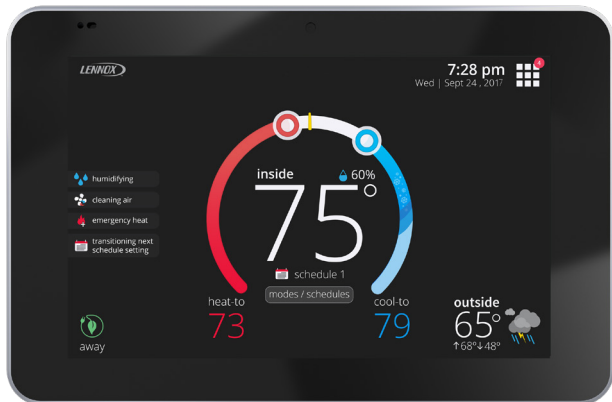 LENNOX
7:28 pm
4
Wed | Sept 24, 2017
inside
60%
75°
humidifying
cleaning air
emergency heat
transitioning next
schedule setting
schedule 1
modes / schedules
heat-to
73
cool-to
79
outside
65°
↑68°↓48°
away